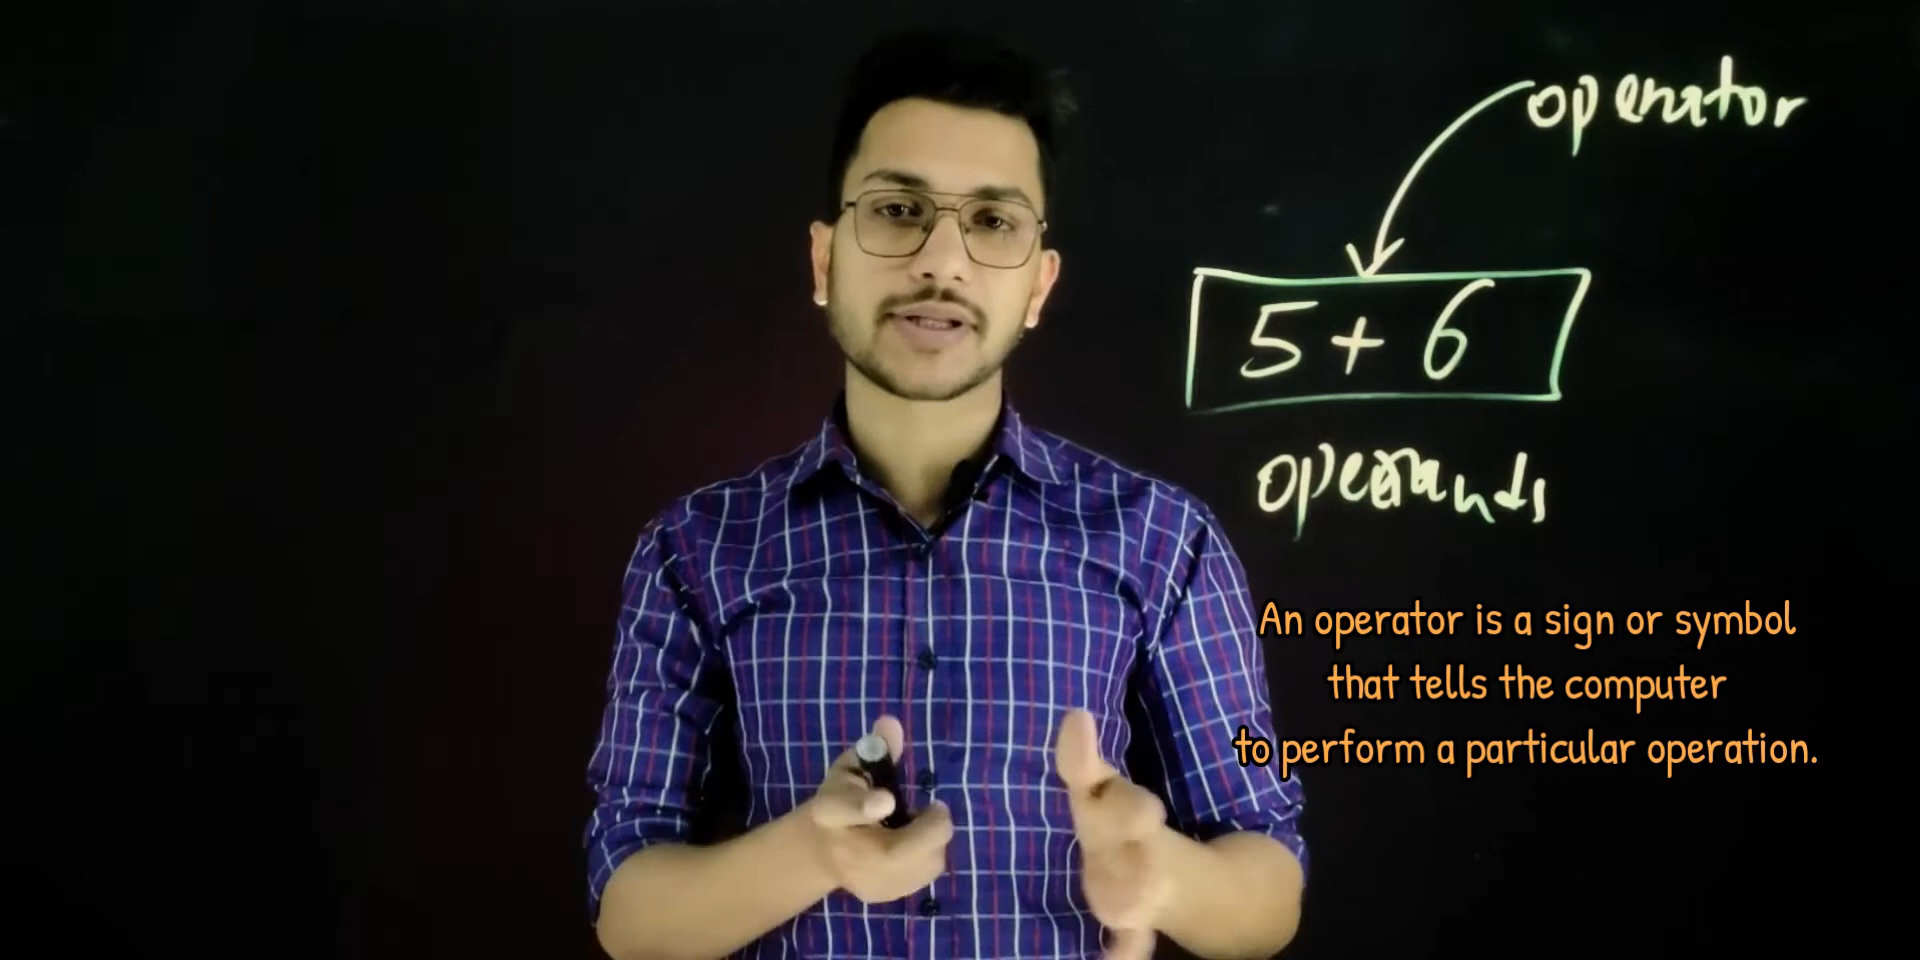 operator
5 + 6
operands
An operator is a sign or symbol
that tells the computer
to perform a particular operation.